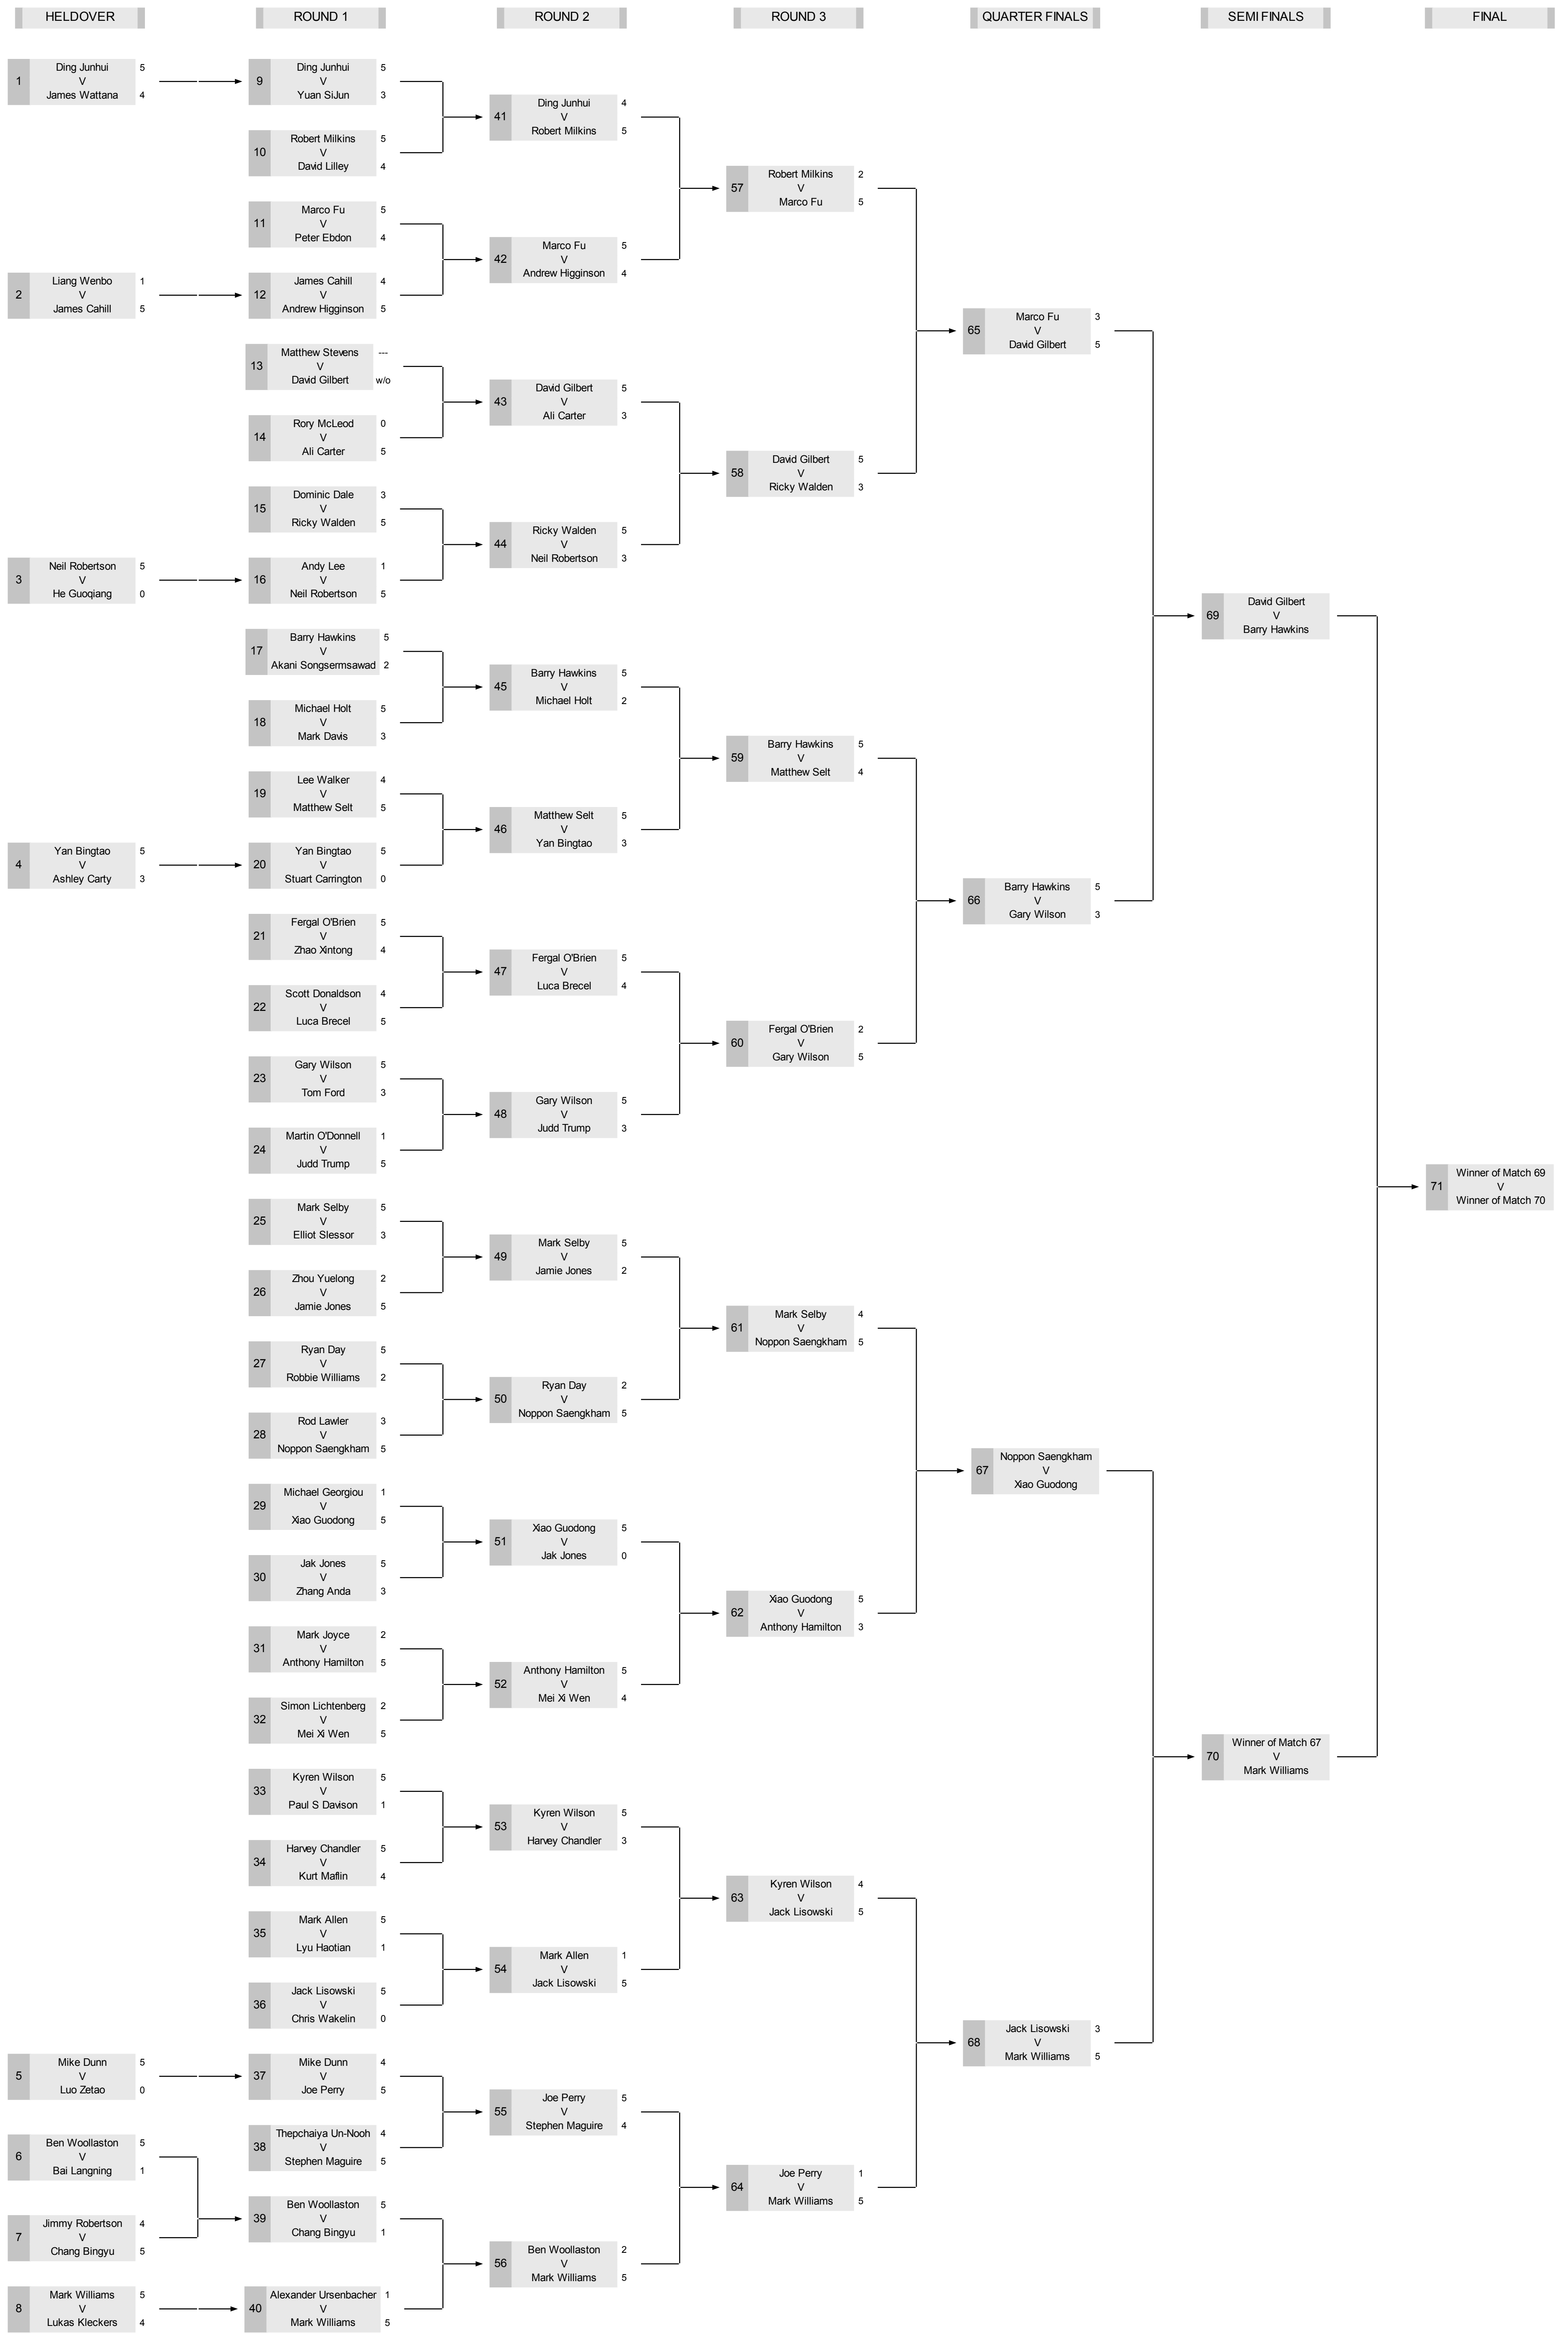 HELDOVER
ROUND 1
ROUND 2
ROUND 3
QUARTER FINALS
SEMI FINALS
FINAL
1
Ding Junhui 5
V
James Wattana 4
2
Liang Wenbo 1
V
James Cahill 5
3
Neil Robertson 5
V
He Guoqiang 0
4
Yan Bingtao 5
V
Ashley Carty 3
5
Mike Dunn 5
V
Luo Zetao 0
6
Ben Woollaston 5
V
Bai Langning 1
7
Jimmy Robertson 4
V
Chang Bingyu 5
8
Mark Williams 5
V
Lukas Kleckers 4
9
Ding Junhui 5
V
Yuan SiJun 3
10
Robert Milkins 5
V
David Lilley 4
11
Marco Fu 5
V
Peter Ebdon 4
12
James Cahill 4
V
Andrew Higginson 5
13
Matthew Stevens ---
V
David Gilbert w/o
14
Rory McLeod 0
V
Ali Carter 5
15
Dominic Dale 3
V
Ricky Walden 5
16
Andy Lee 1
V
Neil Robertson 5
17
Barry Hawkins 5
V
Akani Songsermsawad 2
18
Michael Holt 5
V
Mark Davis 3
19
Lee Walker 4
V
Matthew Selt 5
20
Yan Bingtao 5
V
Stuart Carrington 0
21
Fergal O'Brien 5
V
Zhao Xintong 4
22
Scott Donaldson 4
V
Luca Brecel 5
23
Gary Wilson 5
V
Tom Ford 3
24
Martin O'Donnell 1
V
Judd Trump 5
25
Mark Selby 5
V
Elliot Slessor 3
26
Zhou Yuelong 2
V
Jamie Jones 5
27
Ryan Day 5
V
Robbie Williams 2
28
Rod Lawler 3
V
Noppon Saengkham 5
29
Michael Georgiou 1
V
Xiao Guodong 5
30
Jak Jones 5
V
Zhang Anda 3
31
Mark Joyce 2
V
Anthony Hamilton 5
32
Simon Lichtenberg 2
V
Mei Xi Wen 5
33
Kyren Wilson 5
V
Paul S Davison 1
34
Harvey Chandler 5
V
Kurt Maflin 4
35
Mark Allen 5
V
Lyu Haotian 1
36
Jack Lisowski 5
V
Chris Wakelin 0
37
Mike Dunn 4
V
Joe Perry 5
38
Thepchaiya Un-Nooh 4
V
Stephen Maguire 5
39
Ben Woollaston 5
V
Chang Bingyu 1
40
Alexander Ursenbacher 1
V
Mark Williams 5
41
Ding Junhui 4
V
Robert Milkins 5
42
Marco Fu 5
V
Andrew Higginson 4
43
David Gilbert 5
V
Ali Carter 3
44
Ricky Walden 5
V
Neil Robertson 3
45
Barry Hawkins 5
V
Michael Holt 2
46
Matthew Selt 5
V
Yan Bingtao 3
47
Fergal O'Brien 5
V
Luca Brecel 4
48
Gary Wilson 5
V
Judd Trump 3
49
Mark Selby 5
V
Jamie Jones 2
50
Ryan Day 2
V
Noppon Saengkham 5
51
Xiao Guodong 5
V
Jak Jones 0
52
Anthony Hamilton 5
V
Mei Xi Wen 4
53
Kyren Wilson 5
V
Harvey Chandler 3
54
Mark Allen 1
V
Jack Lisowski 5
55
Joe Perry 5
V
Stephen Maguire 4
56
Ben Woollaston 2
V
Mark Williams 5
57
Robert Milkins 2
V
Marco Fu 5
58
David Gilbert 5
V
Ricky Walden 3
59
Barry Hawkins 5
V
Matthew Selt 4
60
Fergal O'Brien 2
V
Gary Wilson 5
61
Mark Selby 4
V
Noppon Saengkham 5
62
Xiao Guodong 5
V
Anthony Hamilton 3
63
Kyren Wilson 4
V
Jack Lisowski 5
64
Joe Perry 1
V
Mark Williams 5
65
Marco Fu 3
V
David Gilbert 5
66
Barry Hawkins 5
V
Gary Wilson 3
67
Noppon Saengkham
V
Xiao Guodong
68
Jack Lisowski 3
V
Mark Williams 5
69
David Gilbert
V
Barry Hawkins
70
Winner of Match 67
V
Mark Williams
71
Winner of Match 69
V
Winner of Match 70